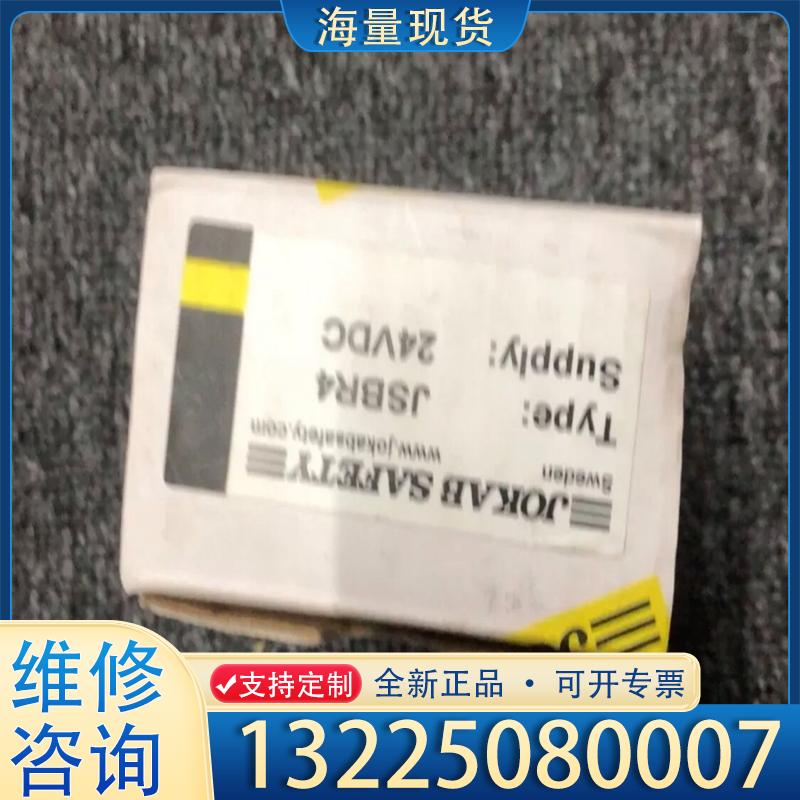 海量现货
JOKAB SAFETY
Sweden
www.jokabsafety.com
Type: JSBR4
Supply: 24VDC
维修
咨询
✓支持定制 全新正品 · 可开专票
13225080007